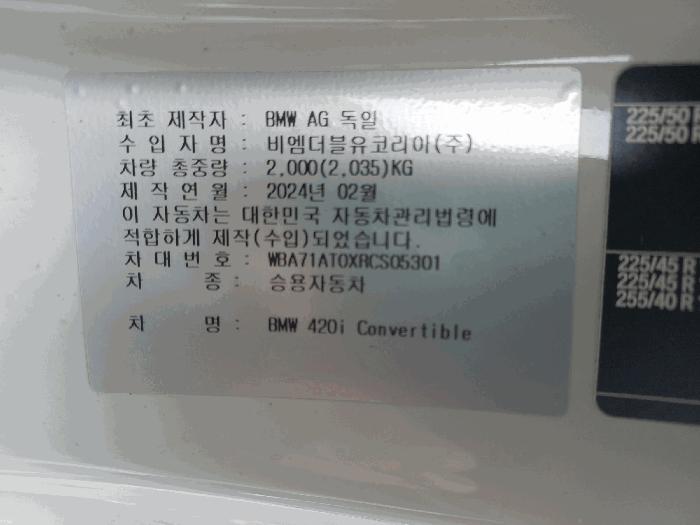 최초 제작자 : BMW AG 독일
수 입 자 명 : 비엠더블유코리아(주)
차량 총중량 : 2,000(2,035)KG
제 작 연 월 : 2024년 02월
이 자동차는 대한민국 자동차관리법령에
적합하게 제작(수입)되었습니다.
차 대 번 호 : WBA71AT0XRCS05301
차 종 : 승용자동차
차 명 : BMW 420i Convertible
225/50 R
225/50 R
225/45 R
225/45 R
255/40 R